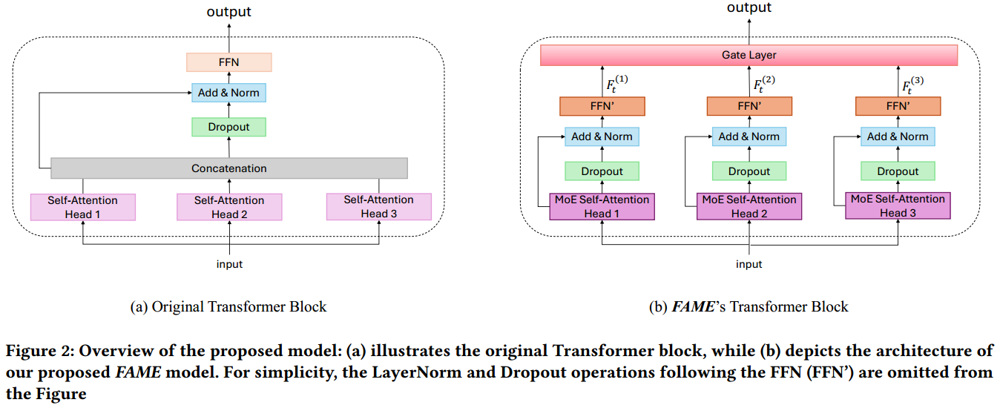 output
FFN
Add & Norm
Dropout
Concatenation
Self-Attention
Head 1
Self-Attention
Head 2
Self-Attention
Head 3
input
(a) Original Transformer Block
output
Gate Layer
F_t^{(1)}
F_t^{(2)}
F_t^{(3)}
FFN’
FFN’
FFN’
Add & Norm
Add & Norm
Add & Norm
Dropout
Dropout
Dropout
MoE Self-Attention
Head 1
MoE Self-Attention
Head 2
MoE Self-Attention
Head 3
input
(b) FAME’s Transformer Block
Figure 2: Overview of the proposed model: (a) illustrates the original Transformer block, while (b) depicts the architecture of
our proposed FAME model. For simplicity, the LayerNorm and Dropout operations following the FFN (FFN’) are omitted from
the Figure